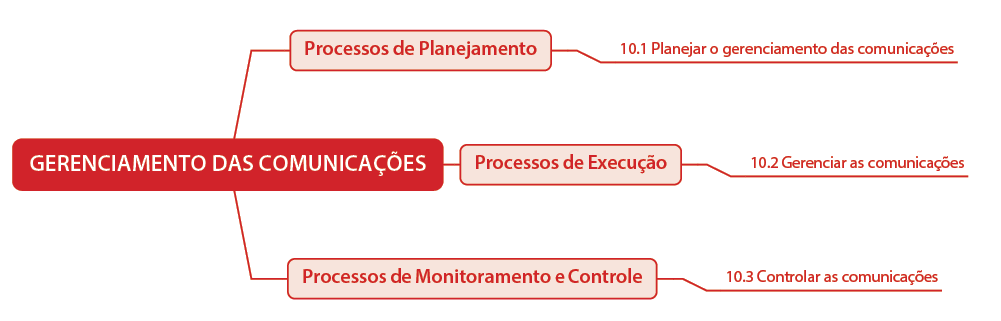 Processos de Planejamento
10.1 Planejar o gerenciamento das comunicações
GERENCIAMENTO DAS COMUNICAÇÕES
Processos de Execução
10.2 Gerenciar as comunicações
Processos de Monitoramento e Controle
10.3 Controlar as comunicações